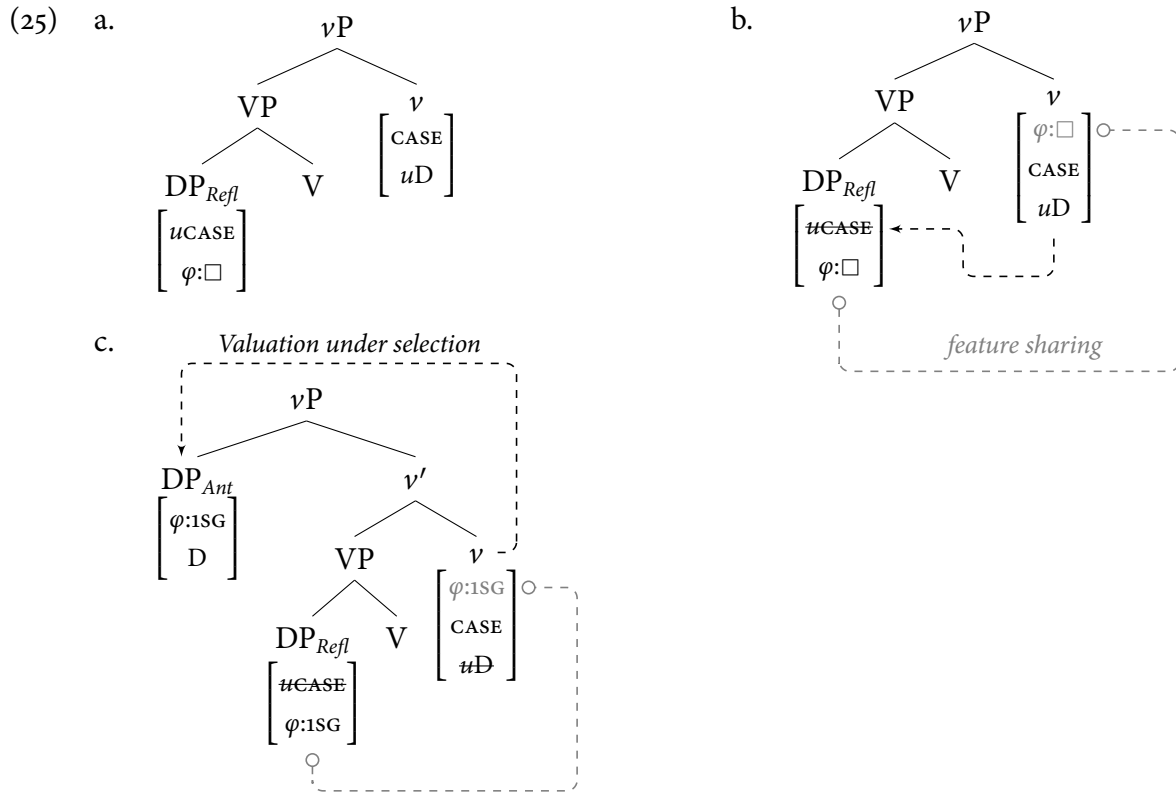 (25) a.
vP
VP v
[CASE
uD]
DP_Refl V
[uCASE
φ:□]
b.
vP
VP v
[φ:□
CASE
uD]
DP_Refl V
[uCASE
φ:□]
feature sharing
c.
Valuation under selection
vP
DP_Ant v′
[φ:1SG
D]
VP v
[φ:1SG
CASE
uD]
DP_Refl V
[uCASE
φ:1SG]